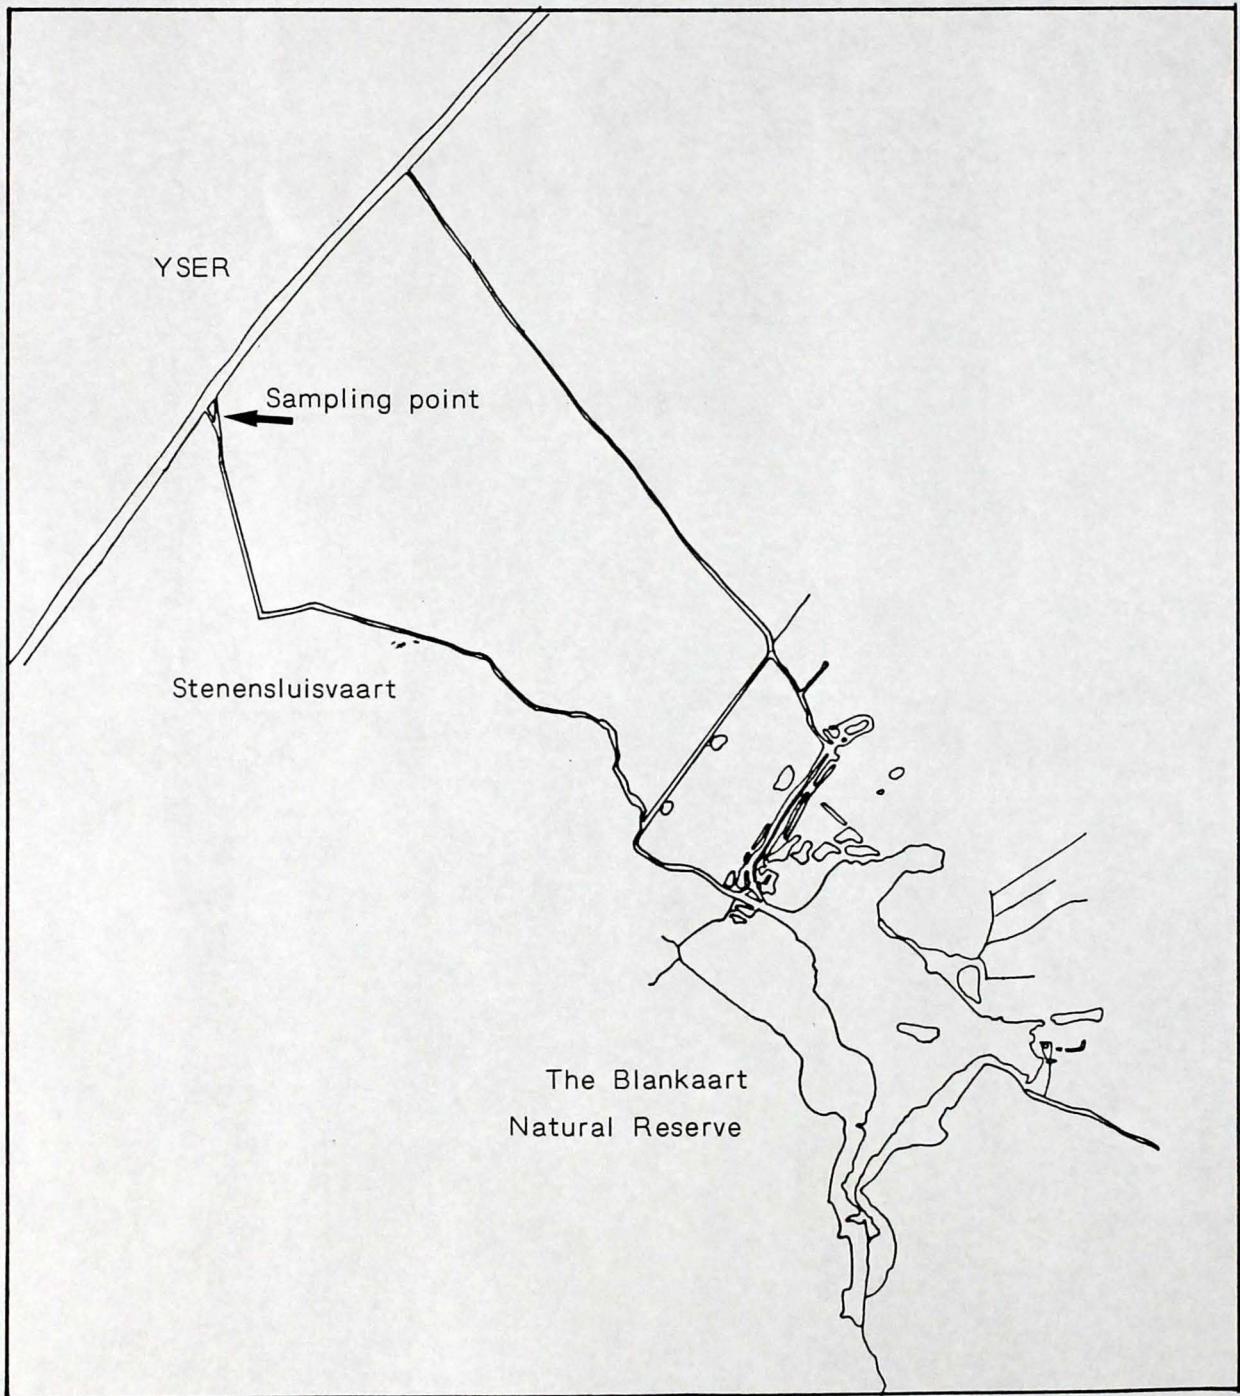 YSER
Sampling point
Stenensluisvaart
The Blankaart
Natural Reserve